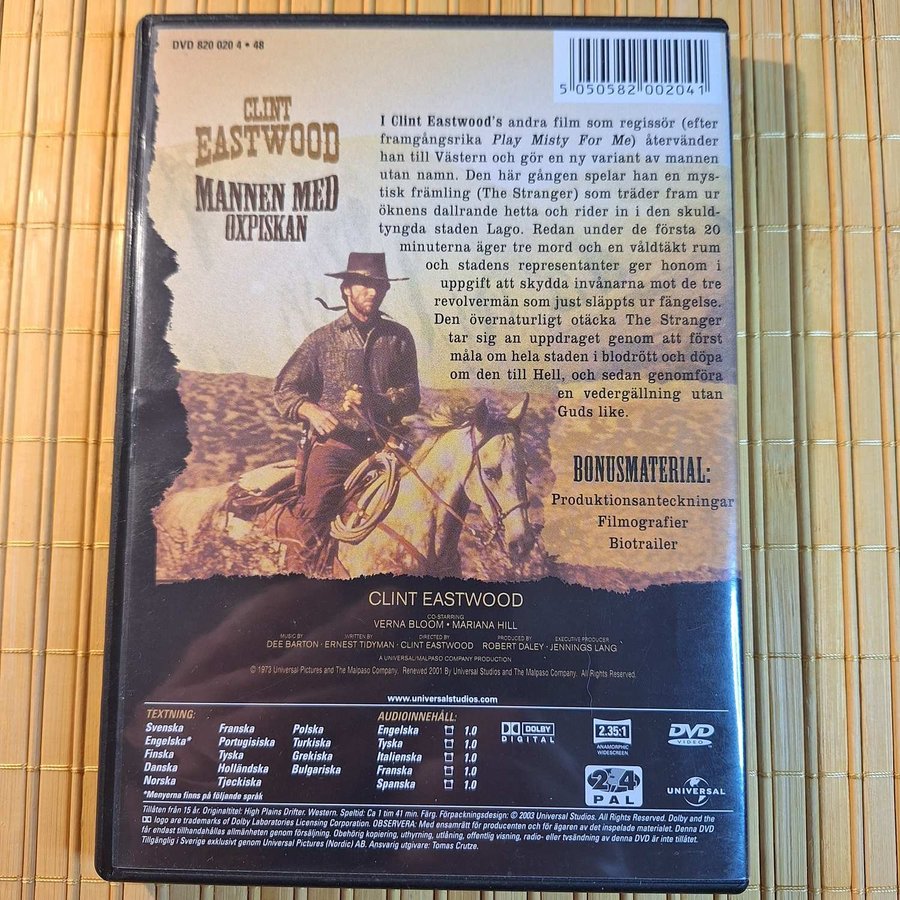 DVD 820 020 4 • 48
5 050582 002041
CLINT
EASTWOOD
MANNEN MED
OXPISKAN
I Clint Eastwood's andra film som regissör (efter
framgångsrika Play Misty For Me) återvänder
han till Västern och gör en ny variant av mannen
utan namn. Den här gången spelar han en mys-
tisk främling (The Stranger) som träder fram ur
öknens dallrande hetta och rider in i den skuld-
tyngda staden Lago. Redan under de första 20
minuterna äger tre mord och en våldtäkt rum
och stadens representanter ger honom i
uppgift att skydda invånarna mot de tre
revolvermän som just släppts ur fängelse.
Den övernaturligt otäcka The Stranger
tar sig an uppdraget genom att först
måla om hela staden i blodrött och döpa
om den till Hell, och sedan genomföra
en vedergällning utan
Guds like.
BONUSMATERIAL:
Produktionsanteckningar
Filmografier
Biotrailer
CLINT EASTWOOD
CO-STARRING
VERNA BLOOM • MARIANA HILL
MUSIC BY WRITTEN BY DIRECTED BY PRODUCED BY EXECUTIVE PRODUCER
DEE BARTON · ERNEST TIDYMAN · CLINT EASTWOOD ROBERT DALEY · JENNINGS LANG
A UNIVERSAL/MALPASO COMPANY PRODUCTION
© 1973 Universal Pictures and The Malpaso Company. Renewed 2001 By Universal Studios and The Malpaso Company. All Rights Reserved.
www.universalstudios.com
TEXTNING:
Svenska Franska Polska
Engelska* Portugisiska Turkiska
Finska Tyska Grekiska
Danska Holländska Bulgariska
Norska Tjeckiska
*Menyerna finns på följande språk
AUDIOINNEHÅLL:
Engelska 1.0
Tyska 1.0
Italienska 1.0
Franska 1.0
Spanska 1.0
DOLBY
DIGITAL
2.35:1
ANAMORPHIC
WIDESCREEN
DVD
VIDEO
2 4
PAL
UNIVERSAL
Tillåten från 15 år. Originaltitel: High Plains Drifter. Western. Speltid: Ca 1 tim 41 min. Färg. Förpackningsdesign: © 2003 Universal Studios. All Rights Reserved. Dolby and the
logo are trademarks of Dolby Laboratories Licensing Corporation. OBSERVERA: Med ensamrätt för producenten och för ägaren av det inspelade materialet. Denna DVD
får endast tillhandahållas allmänheten genom försäljning. Obehörig kopiering, uthyrning, utlåning, offentlig visning, radio- eller tv-sändning av denna DVD är inte tillåtet.
Tillgång i Sverige exklusivt genom Universal Pictures (Nordic) AB. Ansvarig utgivare: Tomas Crutze.